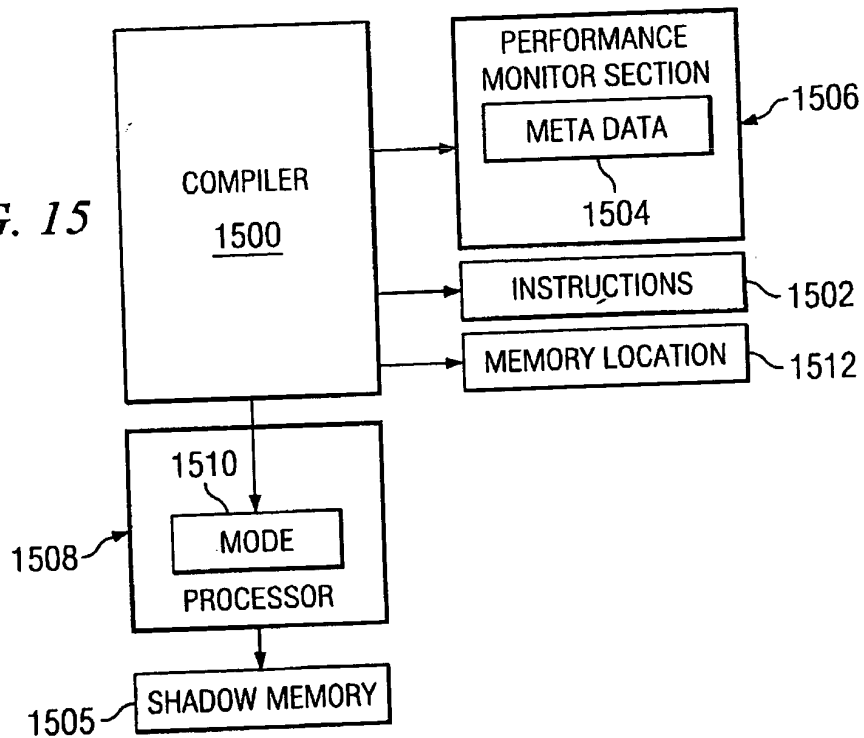 PERFORMANCE
MONITOR SECTION
META DATA
1504
1506
COMPILER
1500
G. 15
INSTRUCTIONS
1502
MEMORY LOCATION
1512
1510
MODE
1508
PROCESSOR
SHADOW MEMORY
1505